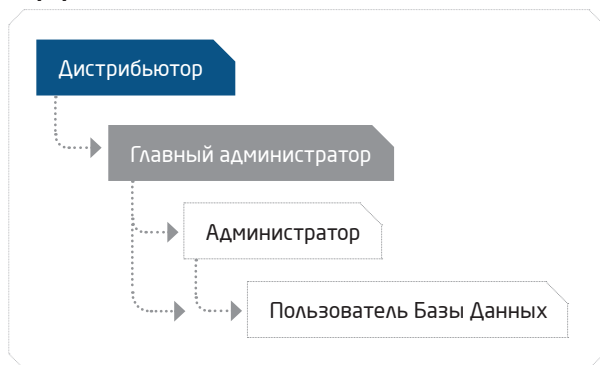 Дистрибьютор
Главный администратор
Администратор
Пользователь Базы Данных